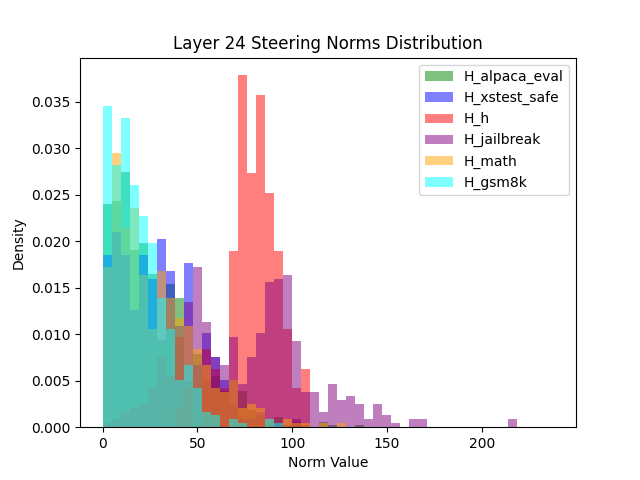 Layer 24 Steering Norms Distribution
H_alpaca_eval
H_xstest_safe
H_h
H_jailbreak
H_math
H_gsm8k
0.035
0.030
0.025
0.020
0.015
0.010
0.005
0.000
Density
0
50
100
150
200
Norm Value